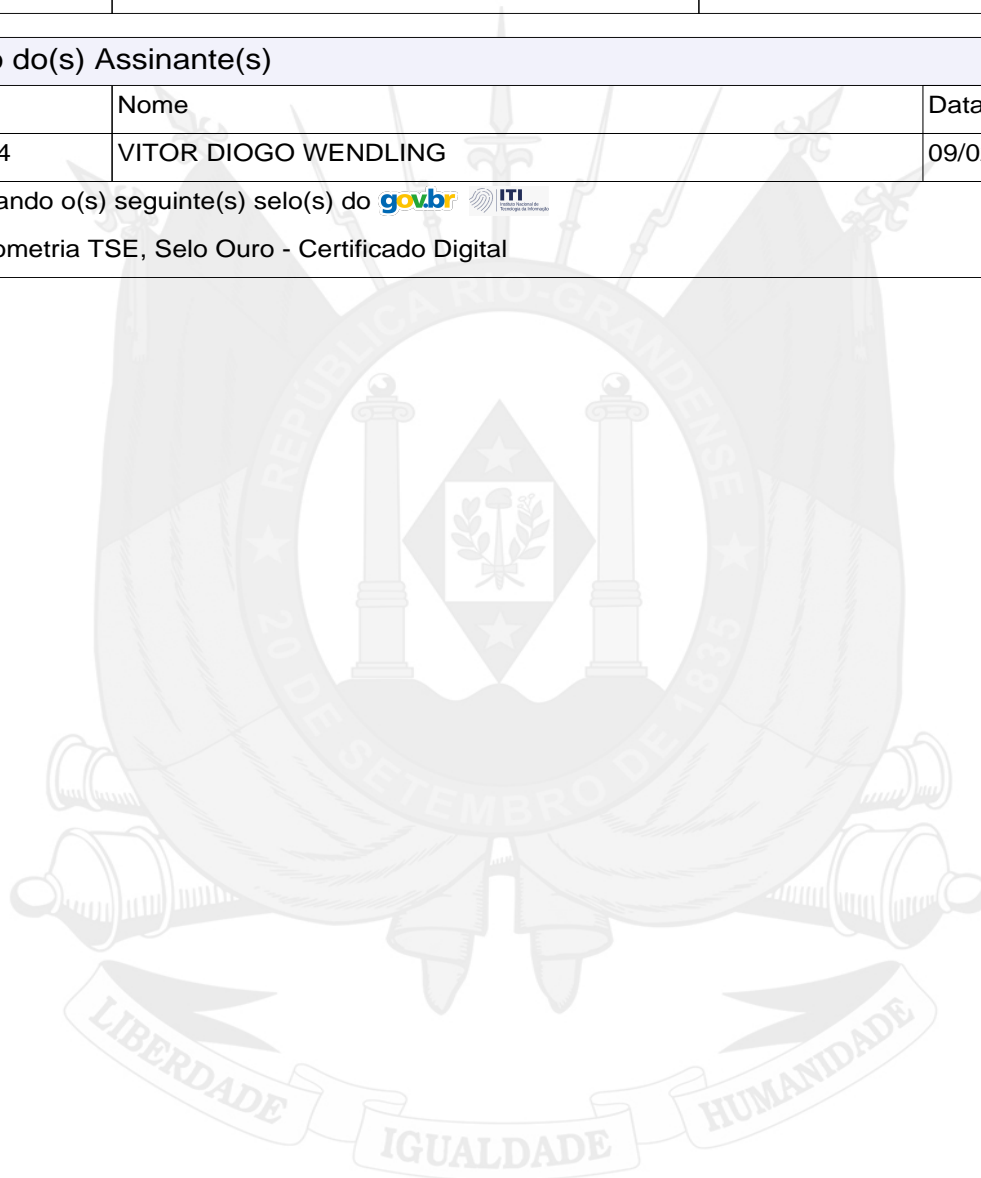 do(s) Assinante(s)
Nome Data
4 VITOR DIOGO WENDLING 09/0
ando o(s) seguinte(s) selo(s) do gov.br ITI
ometria TSE, Selo Ouro - Certificado Digital
REPÚBLICA RIO-GRANDENSE
20 DE SETEMBRO DE 1835
LIBERDADE IGUALDADE HUMANIDADE